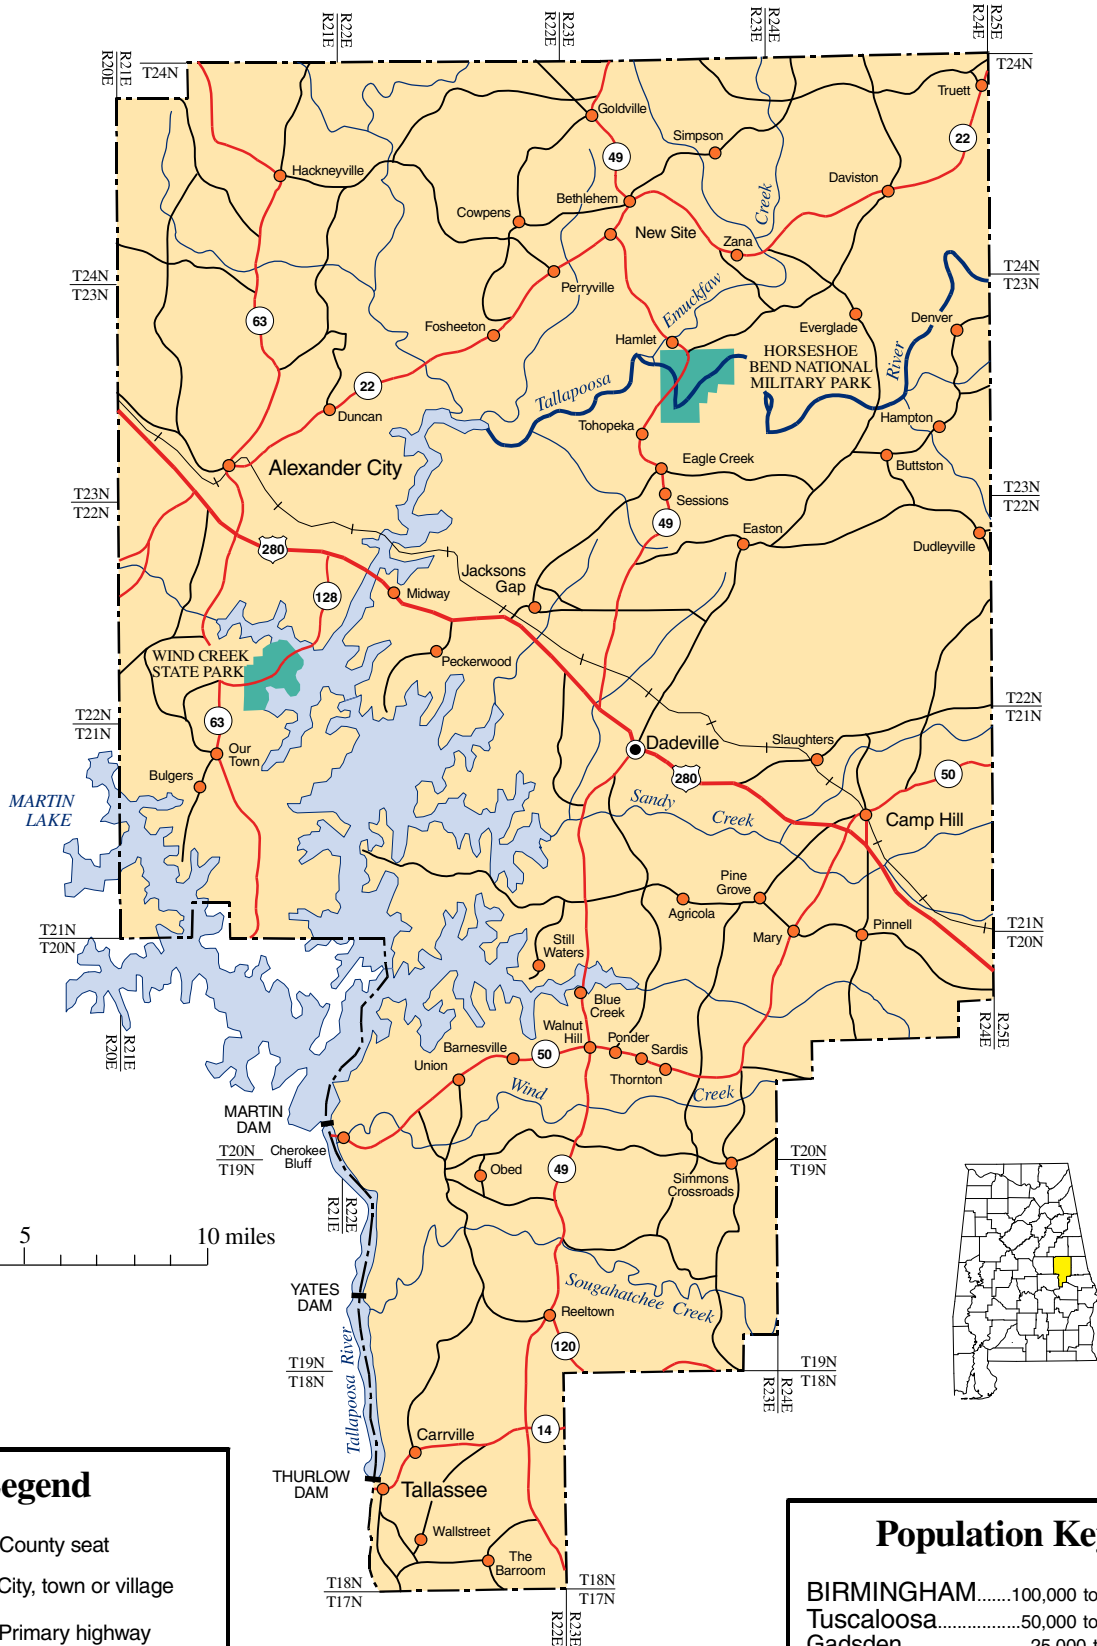 R20E
R21E
R21E
R22E
R22E
R23E
R23E
R24E
R24E
R25E
T24N
T24N
Truett
Goldville
22
Simpson
49
Hackneyville
Daviston
Creek
Bethlehem
Cowpens
New Site
Zana
T24N
T23N
T24N
T23N
Perryville
Emuckfaw
63
Fosheeton
Everglade
Denver
Hamlet
HORSESHOE
BEND NATIONAL
MILITARY PARK
River
22
Tallapoosa
Duncan
Tohopeka
Hampton
Alexander City
Eagle Creek
Buttston
T23N
T22N
Sessions
T23N
T22N
49
Easton
Dudleyville
280
Jacksons
Gap
128
Midway
WIND CREEK
STATE PARK
Peckerwood
T22N
T21N
T22N
T21N
63
Our
Town
Dadeville
Slaughters
Bulgers
280
50
MARTIN
LAKE
Sandy
Creek
Camp Hill
Pine
Grove
Agricola
Mary
Pinnell
T21N
T20N
T21N
T20N
Still
Waters
Blue
Creek
R20E
R21E
R24E
R25E
Walnut
Hill
Ponder
Barnesville
50
Sardis
Union
Thornton
Wind
Creek
MARTIN
DAM
Cherokee
Bluff
T20N
T19N
T20N
T19N
49
Obed
Simmons
Crossroads
R21E
R22E
5
10 miles
Sougahatchee Creek
YATES
DAM
Reeltown
120
Tallapoosa River
T19N
T18N
T19N
T18N
R23E
R24E
Carrville
14
THURLOW
DAM
Tallassee
Wallstreet
The
Barroom
T18N
T17N
T18N
T17N
R22E
R23E
egend
County seat
City, town or village
Primary highway
Population Ke
BIRMINGHAM.......100,000 to
Tuscaloosa..................50,000 to
Gadsden
25,000 t